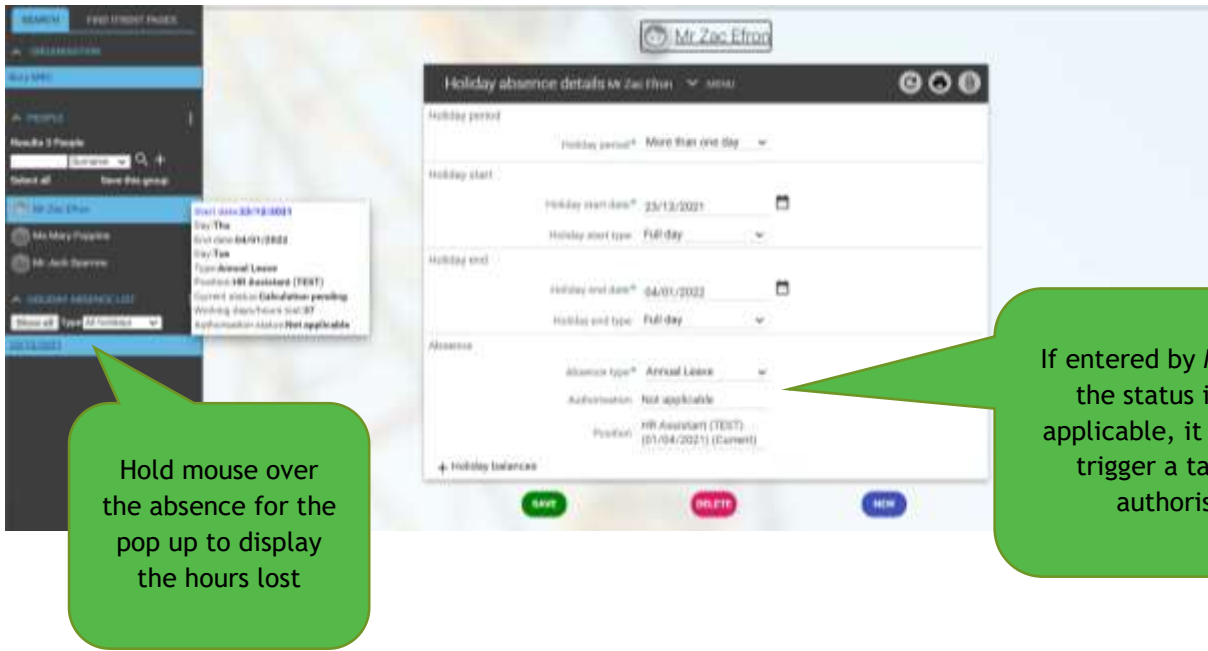 SEARCH
FIND STREET PAGES
ORGANISATION
PEOPLE
Results 3 People
Surname
Select all
Save this group
Mr Zac Efron
Ms Mary Poppins
Mr Jack Sparrow
HOLIDAY ABSENCE LIST
Show all Type All holidays
23/12/2021
Start date:23/12/2021
Day:Thu
End date:04/01/2022
Day:Tue
Type:Annual Leave
Position:HR Assistant (TEST)
Current status:Calculation pending
Working days/hours lost:37
Authorisation status:Not applicable
Mr Zac Efron
Holiday absence details Mr Zac Efron MENU
Holiday period
Holiday period* More than one day
Holiday start
Holiday start date* 23/12/2021
Holiday start type Full day
Holiday end
Holiday end date* 04/01/2022
Holiday end type Full day
Absence
Absence type* Annual Leave
Authorisation Not applicable
Position HR Assistant (TEST)
(01/04/2021) (Current)
+ Holiday balances
SAVE
DELETE
NEW
Hold mouse over
the absence for the
pop up to display
the hours lost
If entered by
the status i
applicable, it
trigger a ta
authoris